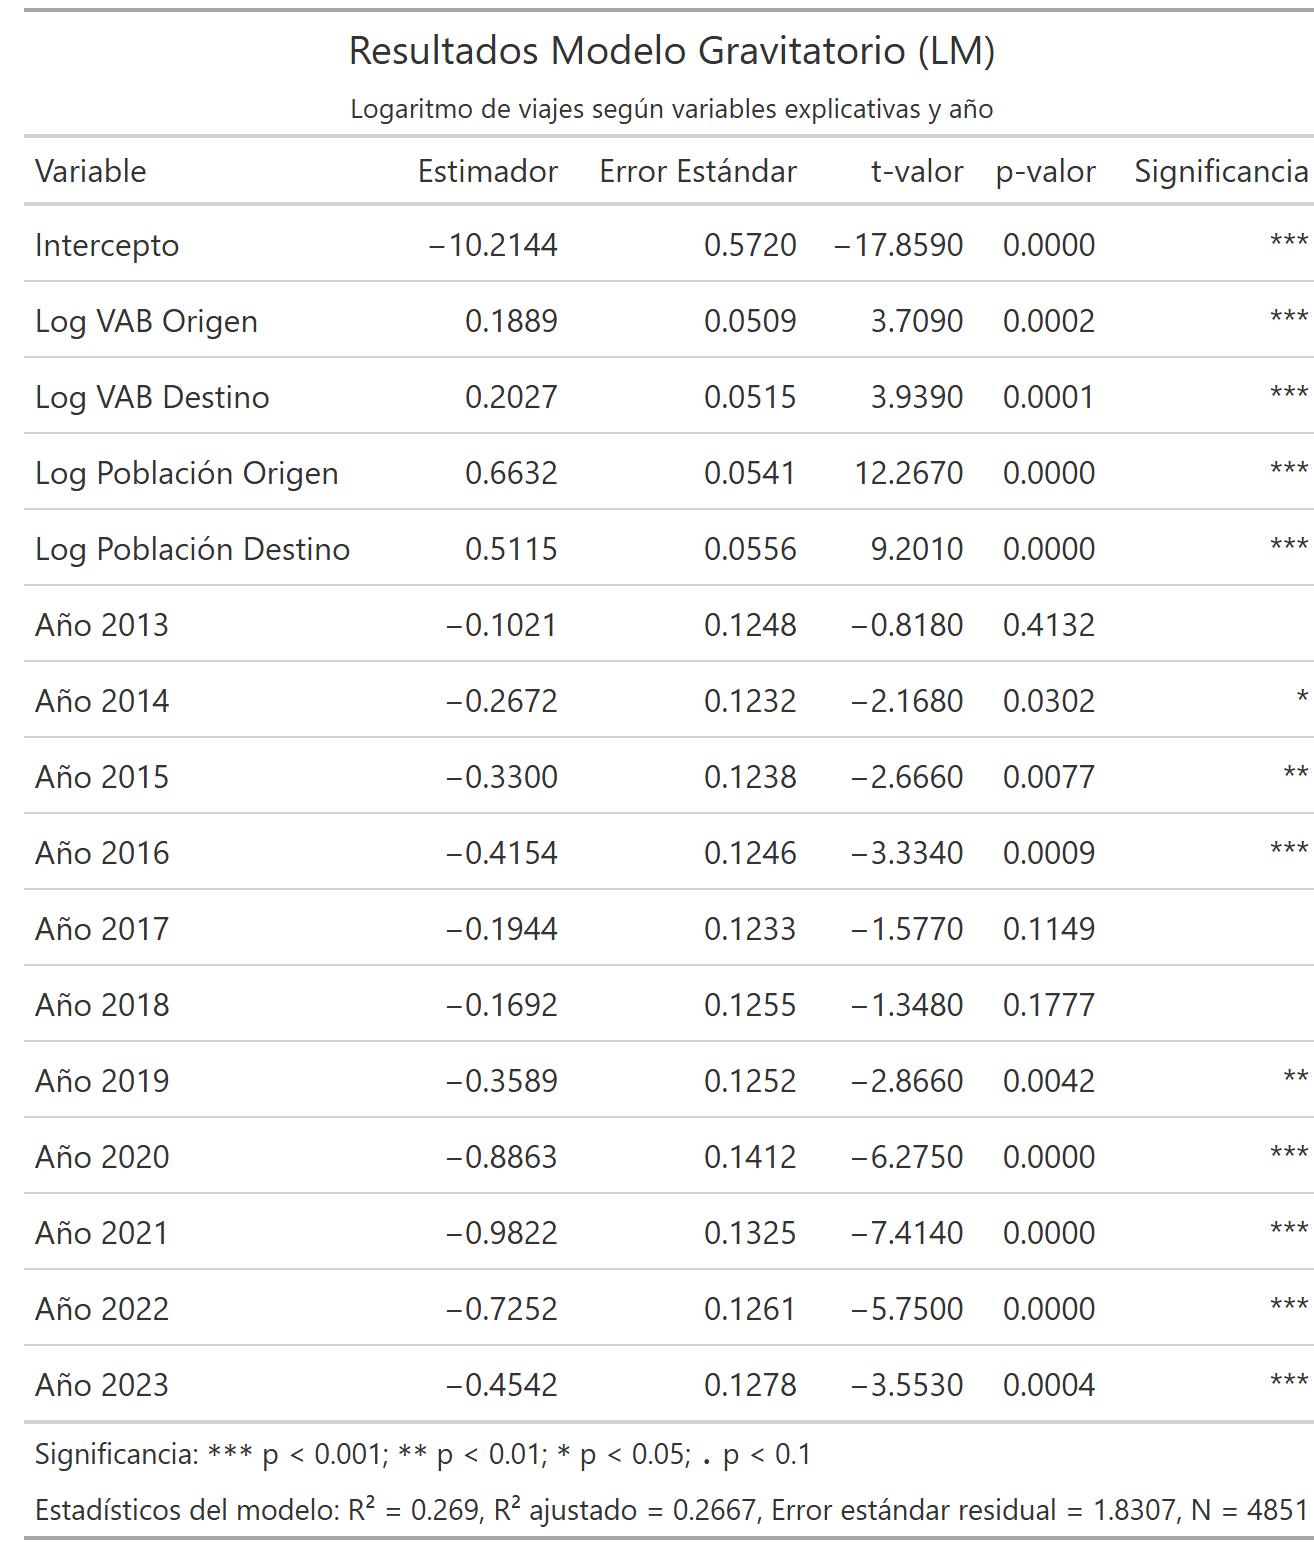 Resultados Modelo Gravitatorio (LM)
Logaritmo de viajes según variables explicativas y año
Variable Estimador Error Estándar t-valor p-valor Significancia
Intercepto −10.2144 0.5720 −17.8590 0.0000 ***
Log VAB Origen 0.1889 0.0509 3.7090 0.0002 ***
Log VAB Destino 0.2027 0.0515 3.9390 0.0001 ***
Log Población Origen 0.6632 0.0541 12.2670 0.0000 ***
Log Población Destino 0.5115 0.0556 9.2010 0.0000 ***
Año 2013 −0.1021 0.1248 −0.8180 0.4132
Año 2014 −0.2672 0.1232 −2.1680 0.0302 *
Año 2015 −0.3300 0.1238 −2.6660 0.0077 **
Año 2016 −0.4154 0.1246 −3.3340 0.0009 ***
Año 2017 −0.1944 0.1233 −1.5770 0.1149
Año 2018 −0.1692 0.1255 −1.3480 0.1777
Año 2019 −0.3589 0.1252 −2.8660 0.0042 **
Año 2020 −0.8863 0.1412 −6.2750 0.0000 ***
Año 2021 −0.9822 0.1325 −7.4140 0.0000 ***
Año 2022 −0.7252 0.1261 −5.7500 0.0000 ***
Año 2023 −0.4542 0.1278 −3.5530 0.0004 ***
Significancia: *** p < 0.001; ** p < 0.01; * p < 0.05; . p < 0.1
Estadísticos del modelo: R² = 0.269, R² ajustado = 0.2667, Error estándar residual = 1.8307, N = 4851